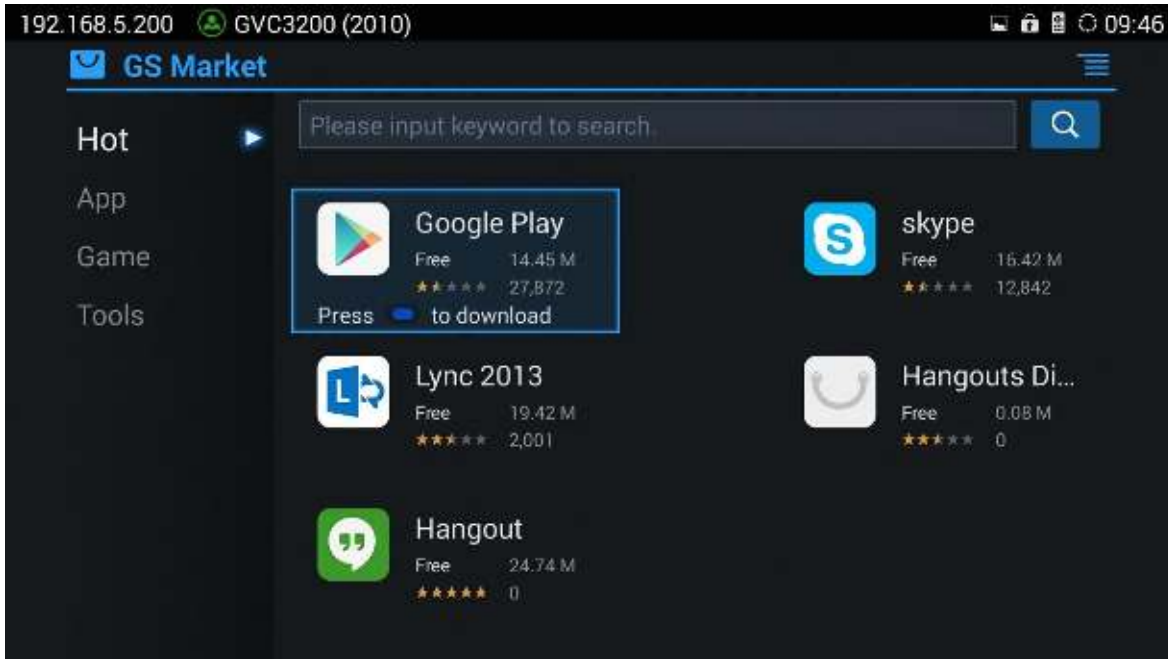 192.168.5.200 GVC3200 (2010) 09:46
GS Market
Hot
Please input keyword to search.
App
Game
Tools
Google Play
Free 14.45 M
27,872
Press to download
skype
Free 16.42 M
12,842
Lync 2013
Free 19.42 M
2,001
Hangouts Di...
Free 0.08 M
0
Hangout
Free 24.74 M
0